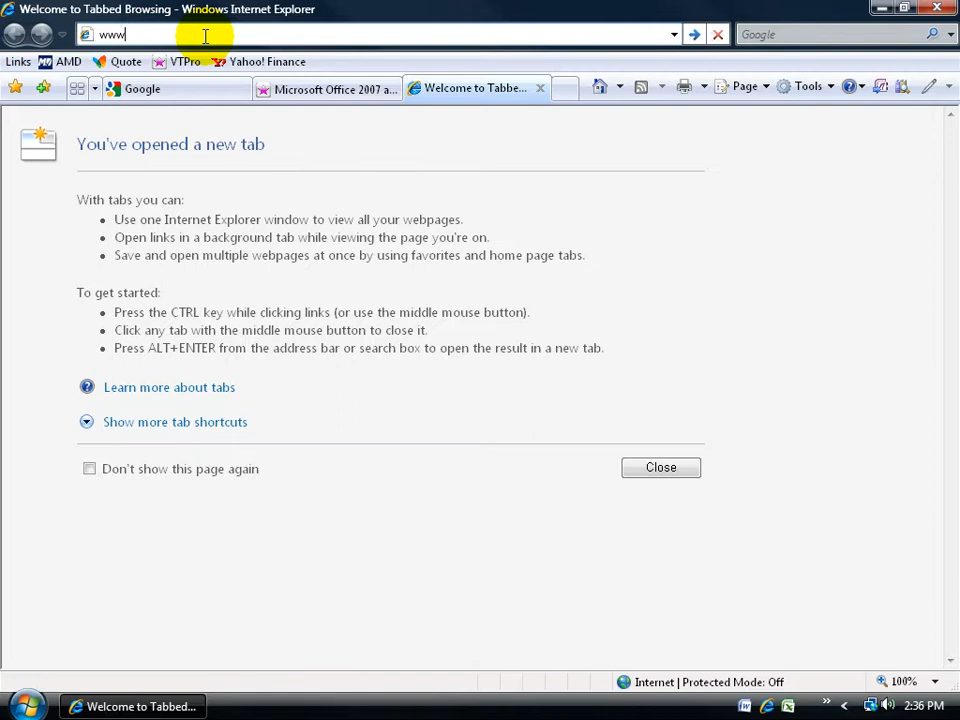 Welcome to Tabbed Browsing - Windows Internet Explorer
www
Google
Links AMD Quote VTPro Yahoo! Finance
Google
Microsoft Office 2007 a...
Welcome to Tabbe...
Page
Tools
You've opened a new tab
With tabs you can:
Use one Internet Explorer window to view all your webpages.
Open links in a background tab while viewing the page you're on.
Save and open multiple webpages at once by using favorites and home page tabs.
To get started:
Press the CTRL key while clicking links (or use the middle mouse button).
Click any tab with the middle mouse button to close it.
Press ALT+ENTER from the address bar or search box to open the result in a new tab.
Learn more about tabs
Show more tab shortcuts
Don't show this page again
Close
Internet | Protected Mode: Off
100%
Welcome to Tabbed...
2:36 PM